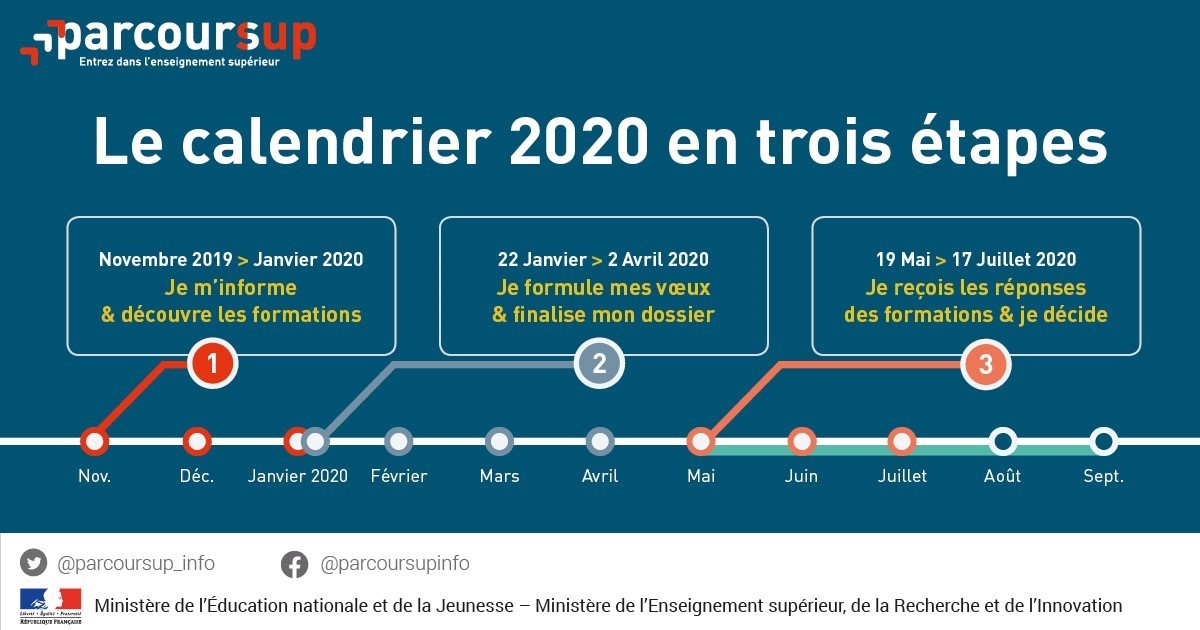 parcoursup
Entrez dans l'enseignement supérieur
Le calendrier 2020 en trois étapes
Novembre 2019 > Janvier 2020
Je m'informe
& découvre les formations
22 Janvier > 2 Avril 2020
Je formule mes vœux
& finalise mon dossier
19 Mai > 17 Juillet 2020
Je reçois les réponses
des formations & je décide
1
2
3
Nov.
Déc.
Janvier 2020
Février
Mars
Avril
Mai
Juin
Juillet
Août
Sept.
@parcoursup_info
@parcoursupinfo
Liberté • Égalité • Fraternité
RÉPUBLIQUE FRANÇAISE
Ministère de l'Éducation nationale et de la Jeunesse – Ministère de l'Enseignement supérieur, de la Recherche et de l'Innovation